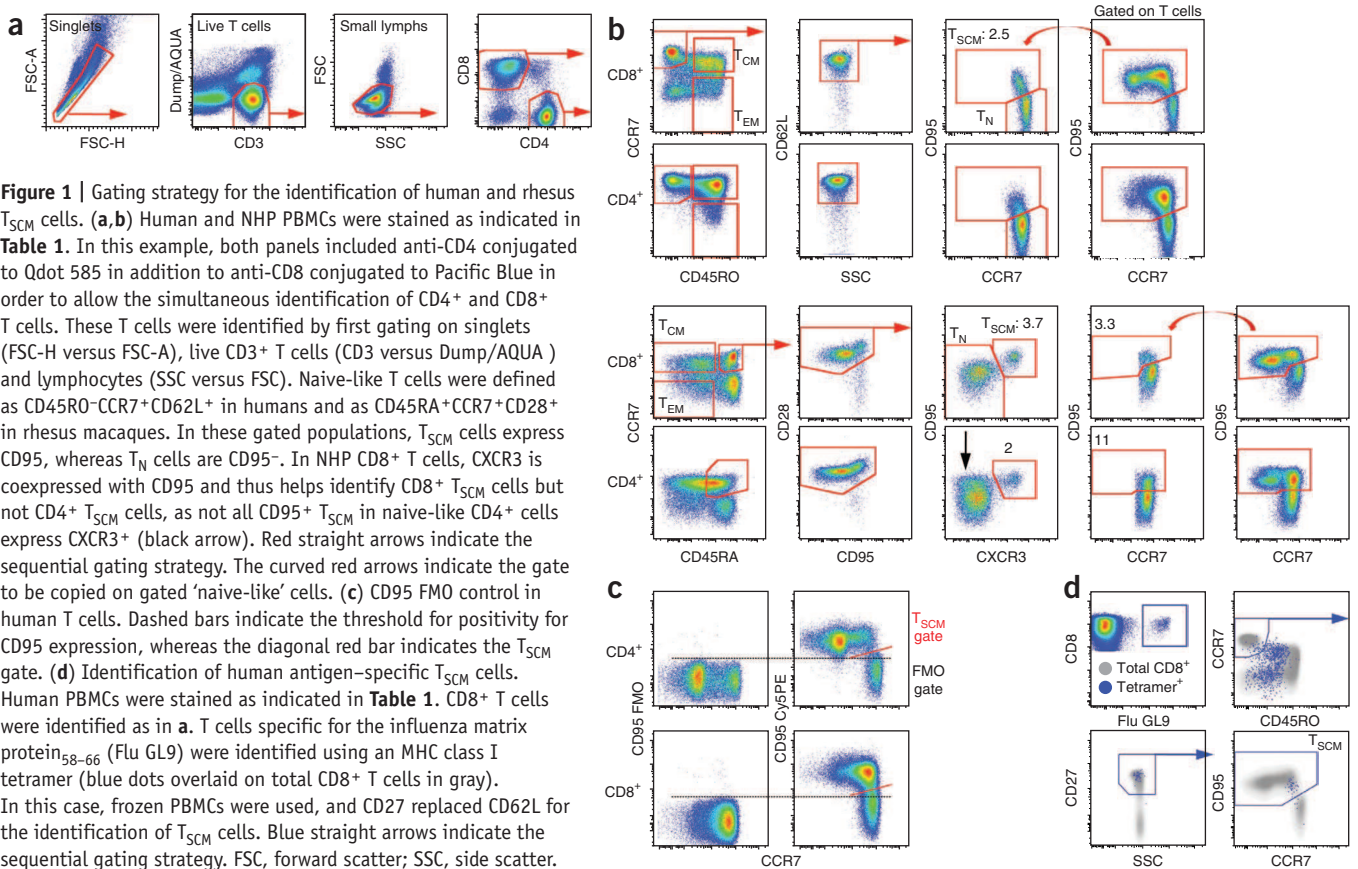 a
Singlets
FSC-A
FSC-H
Live T cells
Dump/AQUA
CD3
Small lymphs
FSC
SSC
CD8
CD4
Figure 1 | Gating strategy for the identification of human and rhesus
TSCM cells. (a,b) Human and NHP PBMCs were stained as indicated in
Table 1. In this example, both panels included anti-CD4 conjugated
to Qdot 585 in addition to anti-CD8 conjugated to Pacific Blue in
order to allow the simultaneous identification of CD4+ and CD8+
T cells. These T cells were identified by first gating on singlets
(FSC-H versus FSC-A), live CD3+ T cells (CD3 versus Dump/AQUA )
and lymphocytes (SSC versus FSC). Naive-like T cells were defined
as CD45RO−CCR7+CD62L+ in humans and as CD45RA+CCR7+CD28+
in rhesus macaques. In these gated populations, TSCM cells express
CD95, whereas TN cells are CD95−. In NHP CD8+ T cells, CXCR3 is
coexpressed with CD95 and thus helps identify CD8+ TSCM cells but
not CD4+ TSCM cells, as not all CD95+ TSCM in naive-like CD4+ cells
express CXCR3+ (black arrow). Red straight arrows indicate the
sequential gating strategy. The curved red arrows indicate the gate
to be copied on gated ‘naive-like’ cells. (c) CD95 FMO control in
human T cells. Dashed bars indicate the threshold for positivity for
CD95 expression, whereas the diagonal red bar indicates the TSCM
gate. (d) Identification of human antigen–specific TSCM cells.
Human PBMCs were stained as indicated in Table 1. CD8+ T cells
were identified as in a. T cells specific for the influenza matrix
protein58–66 (Flu GL9) were identified using an MHC class I
tetramer (blue dots overlaid on total CD8+ T cells in gray).
In this case, frozen PBMCs were used, and CD27 replaced CD62L for
the identification of TSCM cells. Blue straight arrows indicate the
sequential gating strategy. FSC, forward scatter; SSC, side scatter.
b
Gated on T cells
CD8+
TCM
TEM
CCR7
CD62L
TSCM: 2.5
TN
CD95
CD95
CD4+
CD45RO
SSC
CCR7
CCR7
CD8+
TCM
TEM
CCR7
CD28
TN
TSCM: 3.7
CD95
3.3
CD95
CD95
CD4+
2
11
CD45RA
CD95
CXCR3
CCR7
CCR7
c
CD4+
CD95 FMO
CD95 Cy5PE
TSCM
gate
FMO
gate
CD8+
CCR7
d
CD8
Total CD8+
Tetramer+
Flu GL9
CCR7
CD45RO
CD27
SSC
TSCM
CD95
CCR7